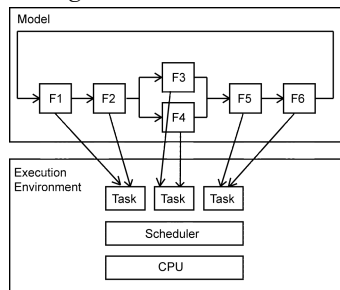 Model
F1
F2
F3
F4
F5
F6
Execution
Environment
Task
Task
Task
Scheduler
CPU